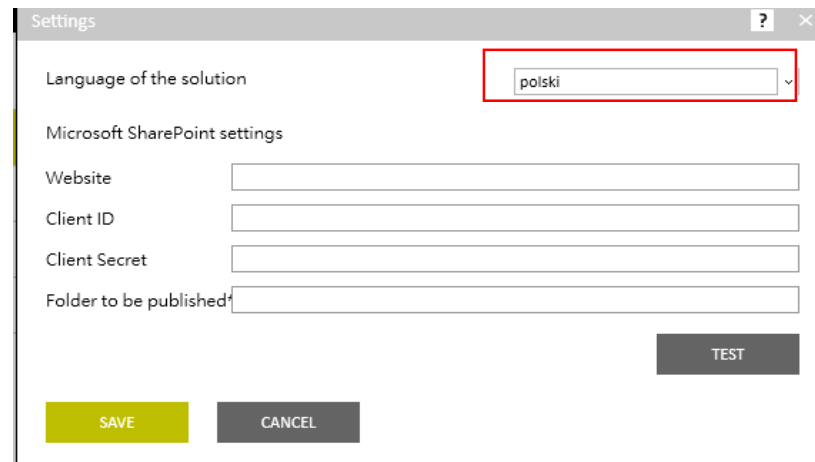 Settings ?
Language of the solution polski
Microsoft SharePoint settings
Website
Client ID
Client Secret
Folder to be published*
TEST
SAVE CANCEL